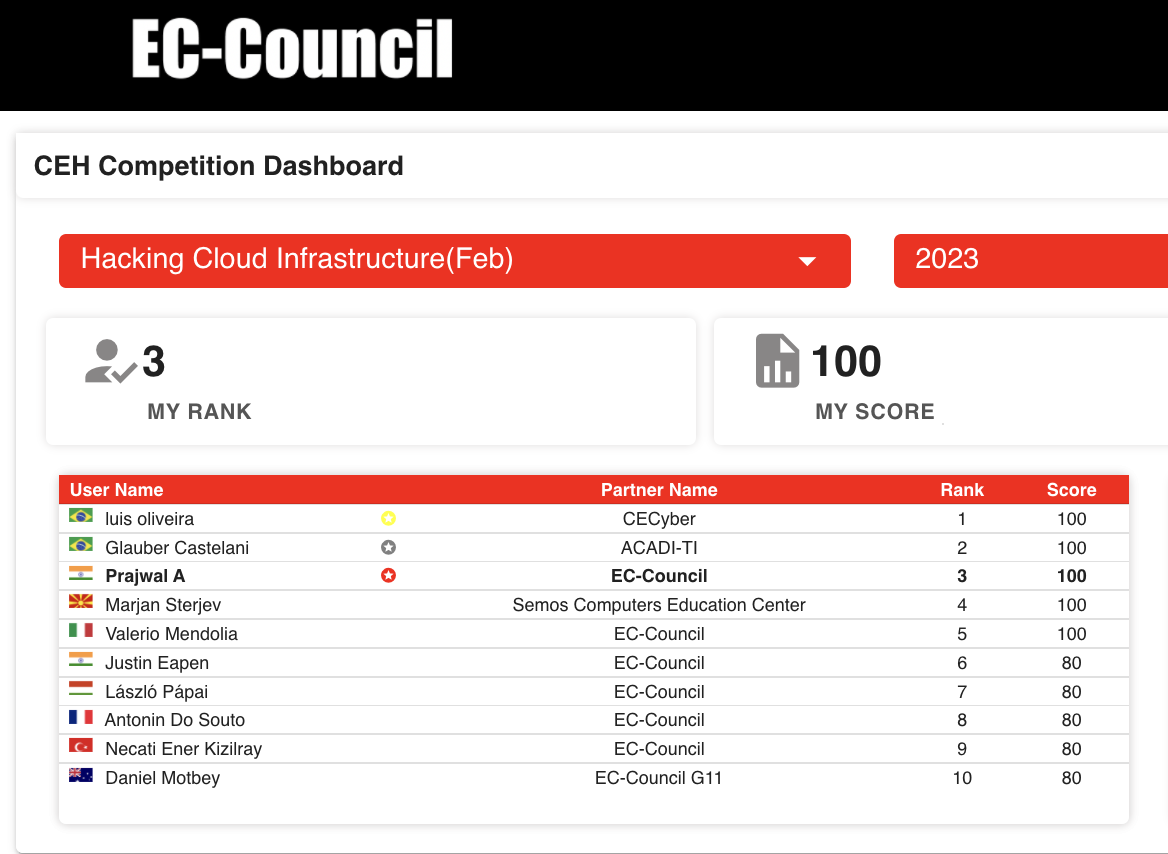 EC-Council
CEH Competition Dashboard
Hacking Cloud Infrastructure(Feb) 2023
3 100
MY RANK MY SCORE
User Name Partner Name Rank Score
luis oliveira CECyber 1 100
Glauber Castelani ACADI-TI 2 100
Prajwal A EC-Council 3 100
Marjan Sterjev Semos Computers Education Center 4 100
Valerio Mendolia EC-Council 5 100
Justin Eapen EC-Council 6 80
László Pápai EC-Council 7 80
Antonin Do Souto EC-Council 8 80
Necati Ener Kizilray EC-Council 9 80
Daniel Motbey EC-Council G11 10 80